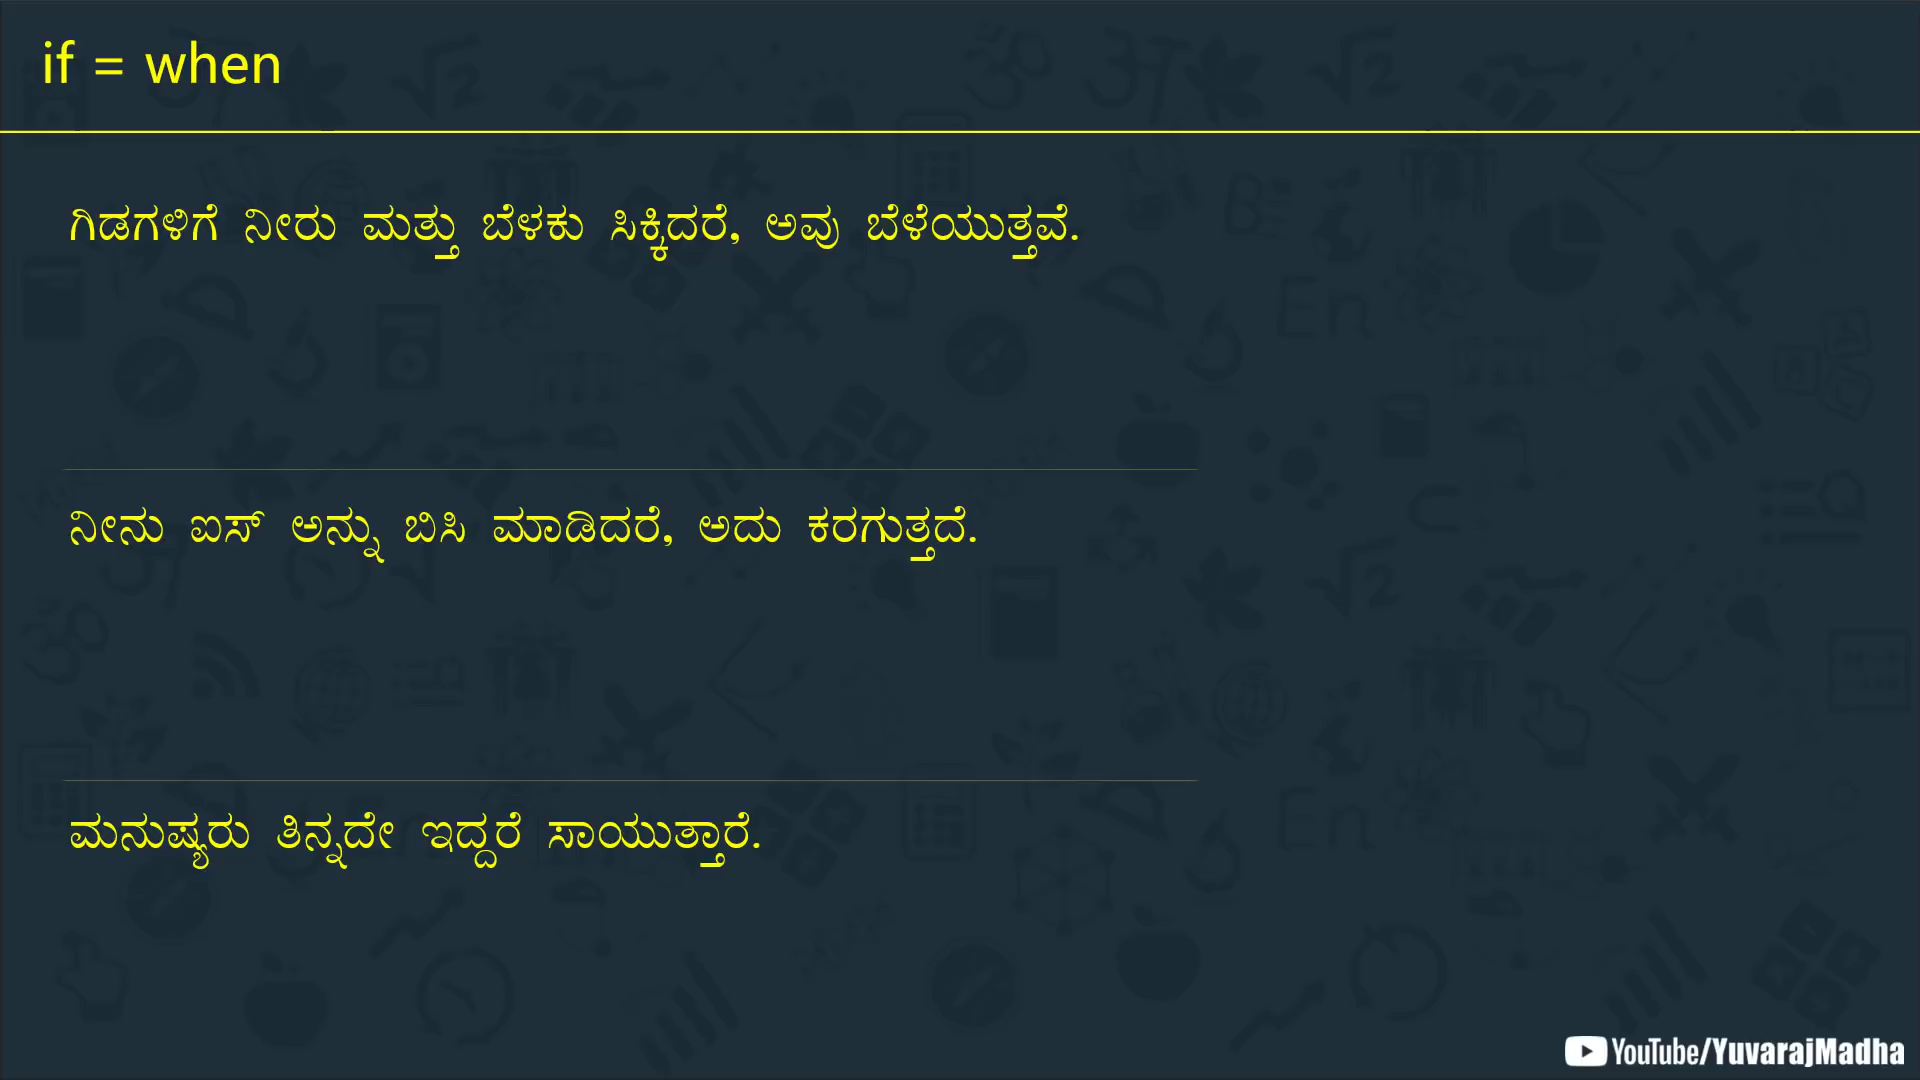 if = when
ಗಿಡಗಳಿಗೆ ನೀರು ಮತ್ತು ಬೆಳಕು ಸಿಕ್ಕಿದರೆ, ಅವು ಬೆಳೆಯುತ್ತವೆ.
ನೀನು ಐಸ್ ಅನ್ನು ಬಿಸಿ ಮಾಡಿದರೆ, ಅದು ಕರಗುತ್ತದೆ.
ಮನುಷ್ಯರು ತಿನ್ನದೇ ಇದ್ದರೆ ಸಾಯುತ್ತಾರೆ.
YouTube/YuvarajMadha